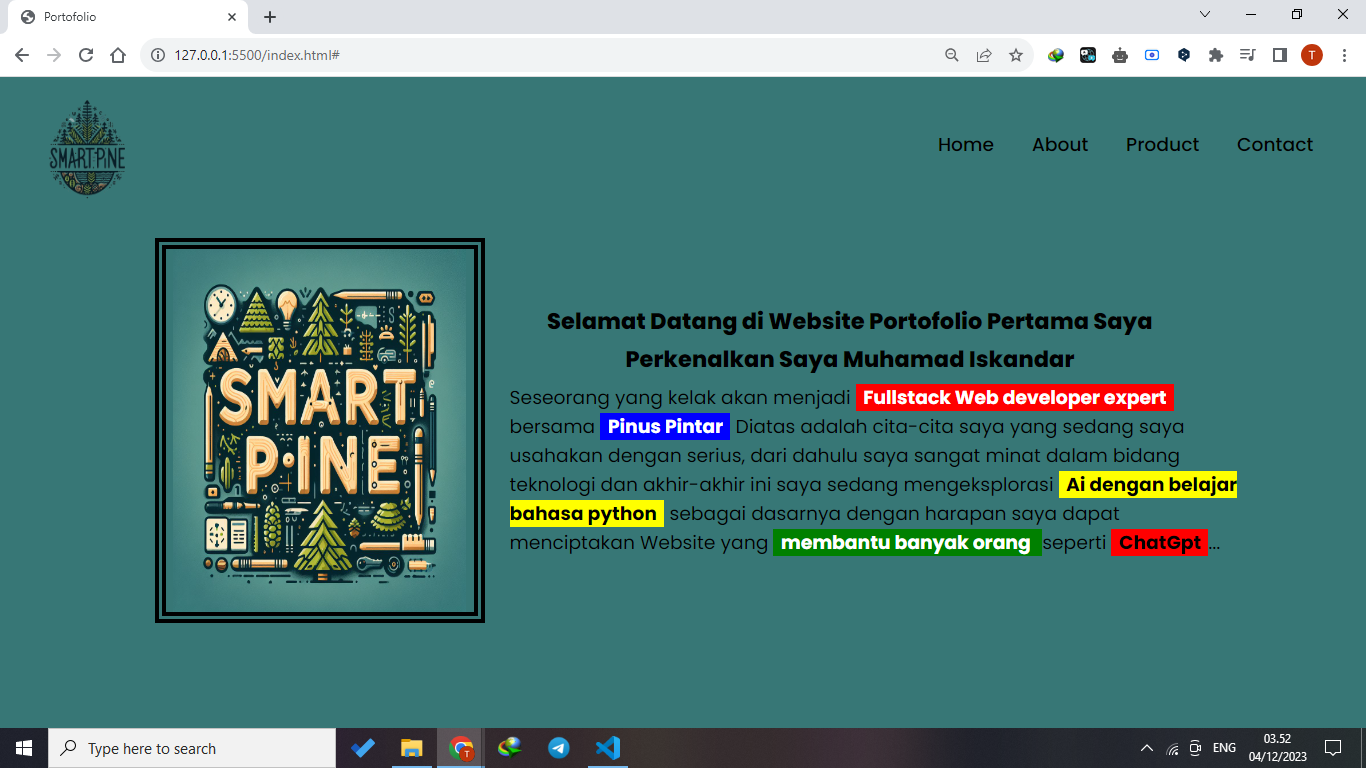 Portofolio
127.0.0.1:5500/index.html#
T
SMART PINE
Home About Product Contact
SMART
P·INE
Selamat Datang di Website Portofolio Pertama Saya
Perkenalkan Saya Muhamad Iskandar
Seseorang yang kelak akan menjadi Fullstack Web developer expert
bersama Pinus Pintar Diatas adalah cita-cita saya yang sedang saya
usahakan dengan serius, dari dahulu saya sangat minat dalam bidang
teknologi dan akhir-akhir ini saya sedang mengeksplorasi Ai dengan belajar
bahasa python sebagai dasarnya dengan harapan saya dapat
menciptakan Website yang membantu banyak orang seperti ChatGpt...
Type here to search
T
ENG
03.52
04/12/2023